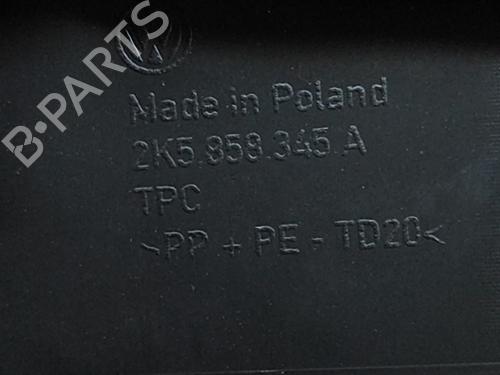 B-PARTS
Made in Poland
2K5.858.345.A
TPC
>PP + PE - TD20<